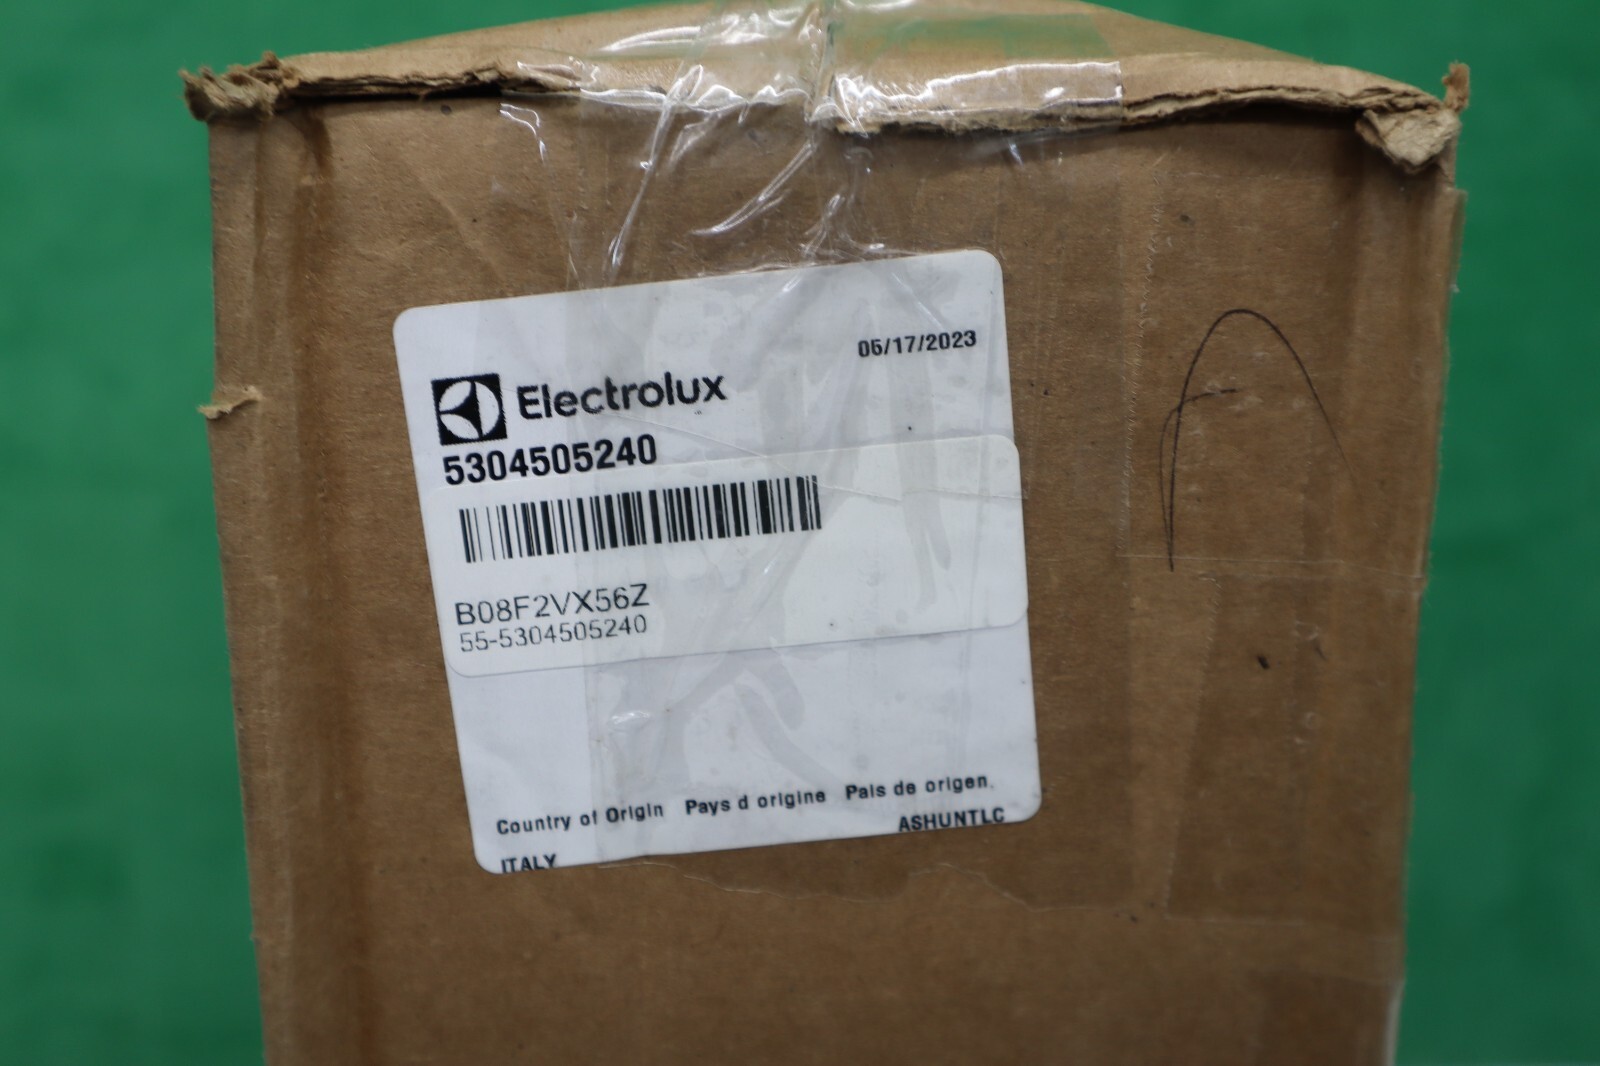 05/17/2023
Electrolux
5304505240
B08F2VX56Z
55-5304505240
Country of Origin Pays d origine Pais de origen
ASHUNTLC
ITALY